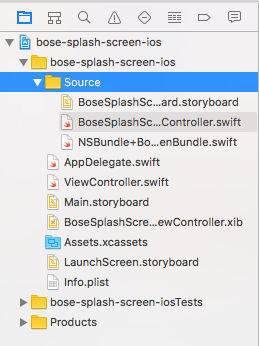 bose-splash-screen-ios
bose-splash-screen-ios
Source
BoseSplashSc...ard.storyboard
BoseSplashSc...Controller.swift
NSBundle+Bo...enBundle.swift
AppDelegate.swift
ViewController.swift
Main.storyboard
BoseSplashScre...ewController.xib
Assets.xcassets
LaunchScreen.storyboard
Info.plist
bose-splash-screen-iosTests
Products